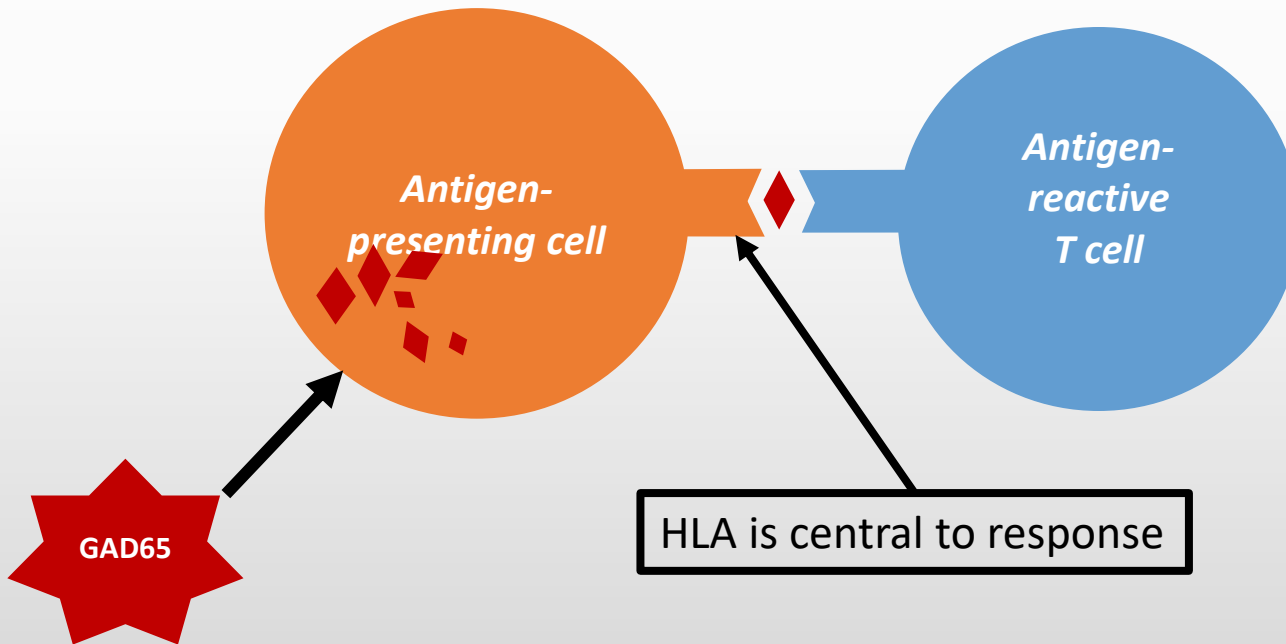 Antigen-
presenting cell
Antigen-
reactive
T cell
GAD65
HLA is central to response